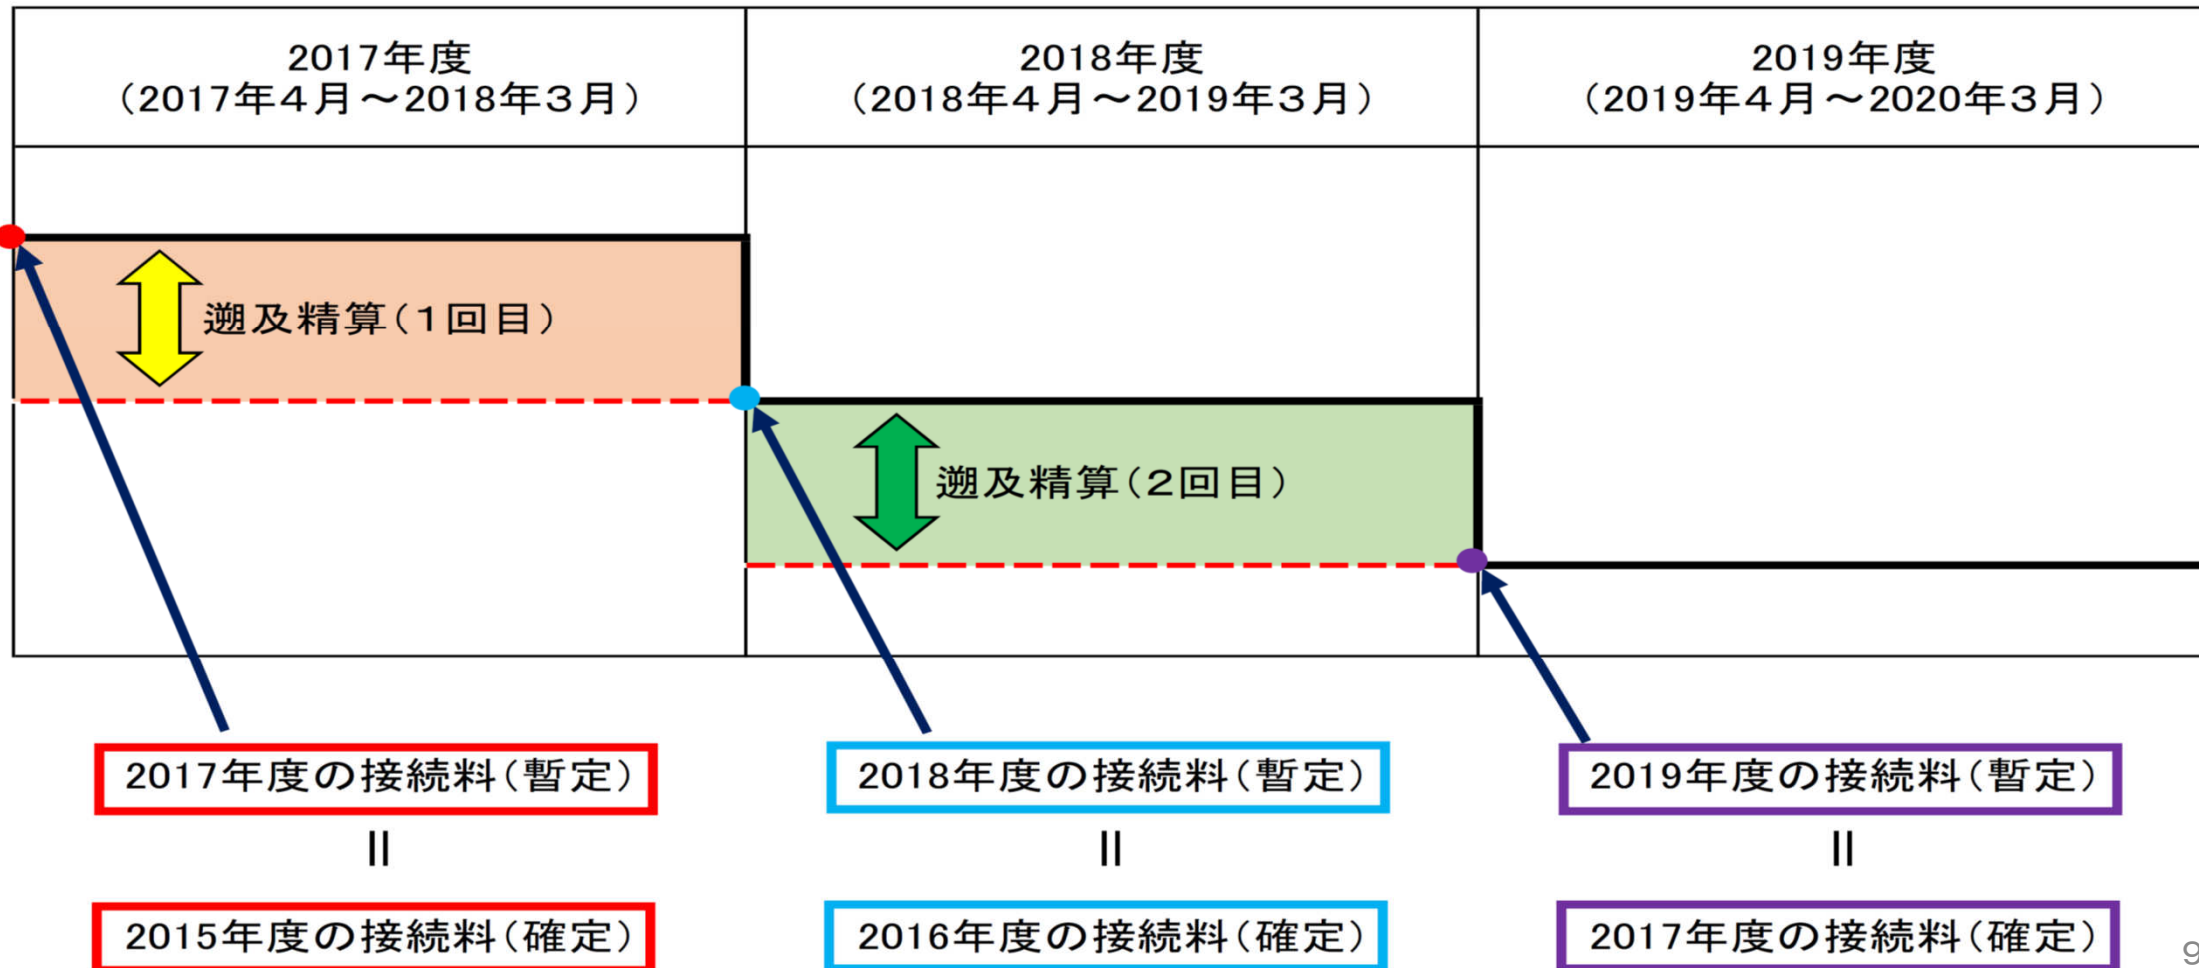 2017年度
（2017年４月～2018年３月）
2018年度
（2018年４月～2019年３月）
2019年度
（2019年４月～2020年３月）
遡及精算（１回目）
遡及精算（２回目）
2017年度の接続料（暫定）
2018年度の接続料（暫定）
2019年度の接続料（暫定）
＝
＝
＝
2015年度の接続料（確定）
2016年度の接続料（確定）
2017年度の接続料（確定）
9